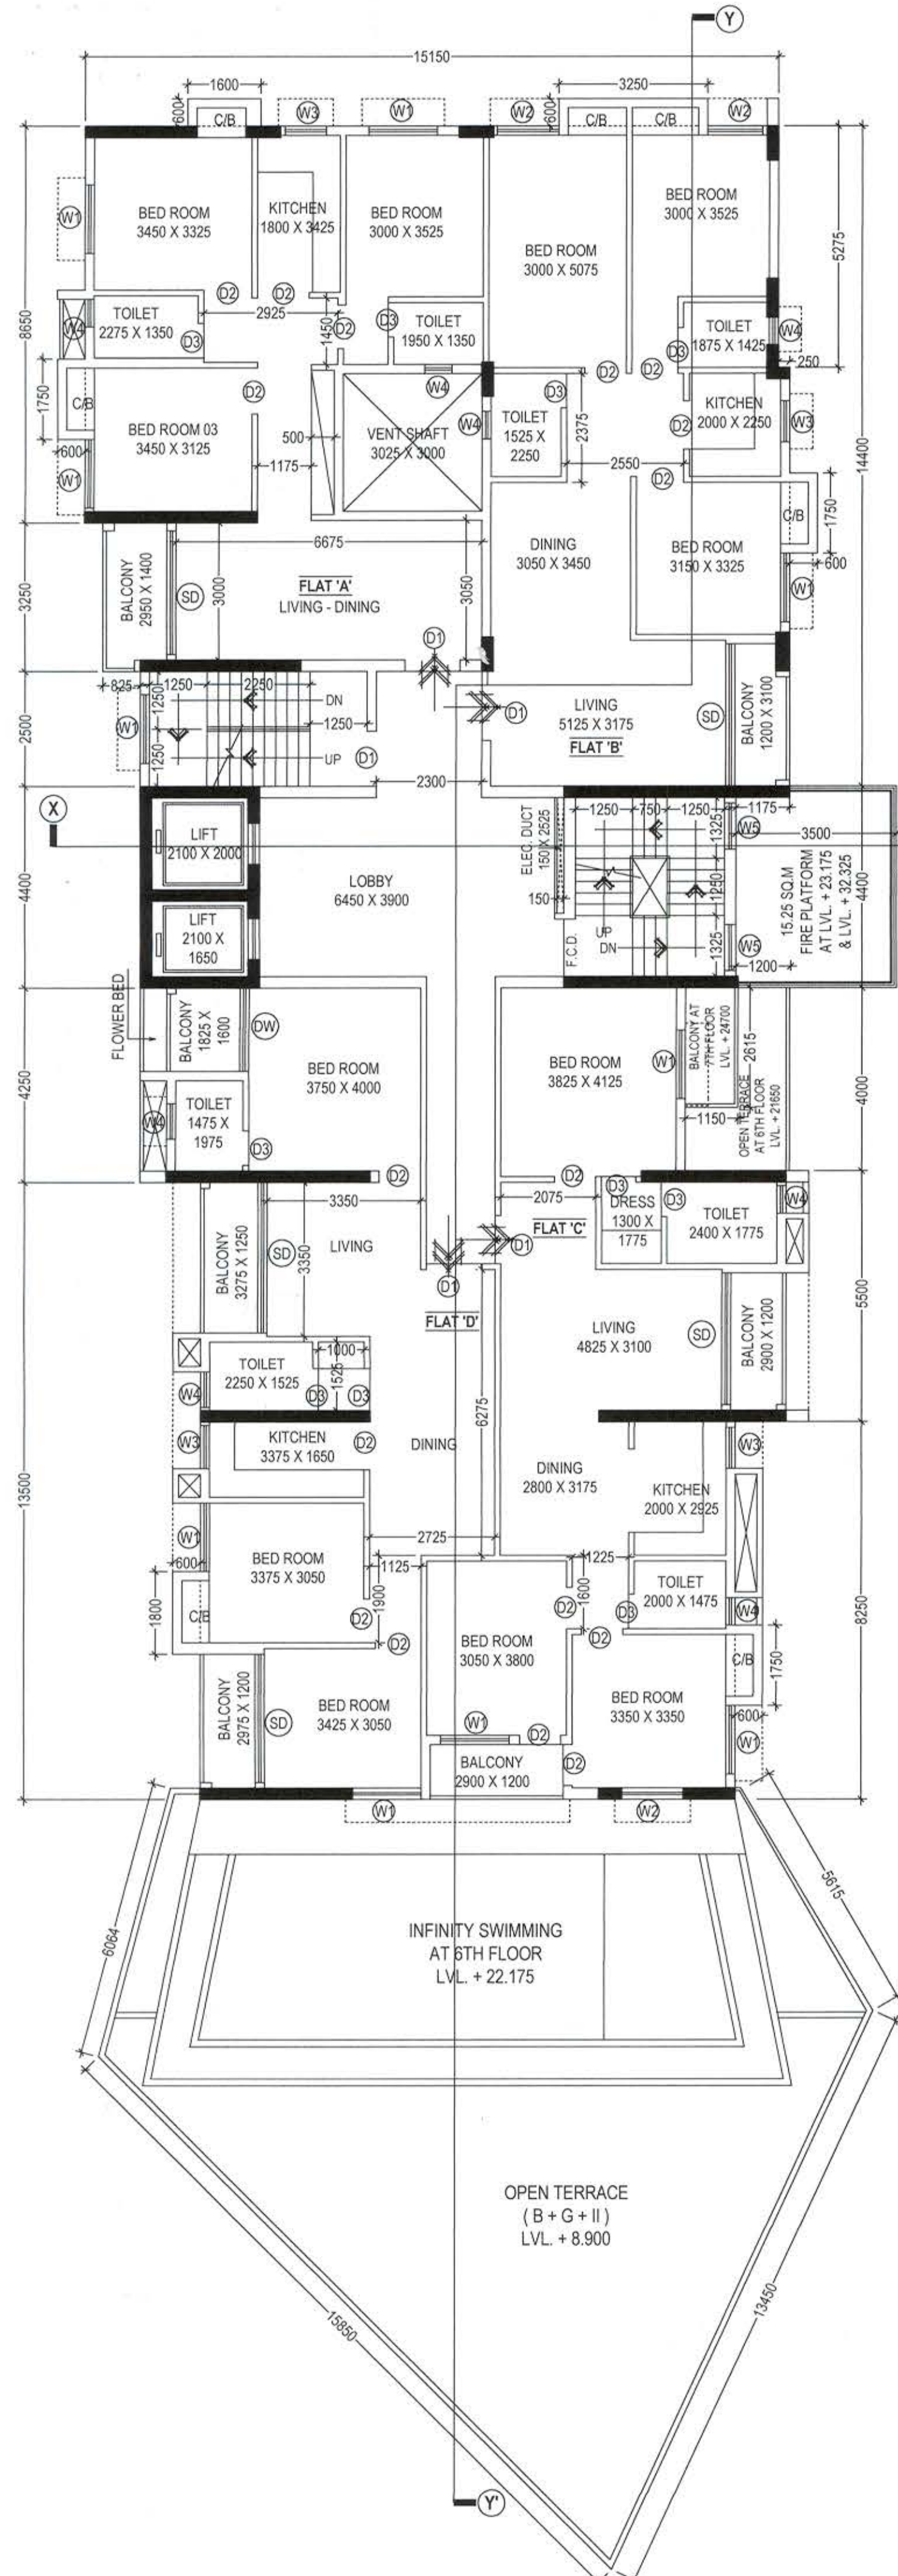 Y
15150
1600
3250
600
C/B
W3
W1
W2
600
C/B
C/B
W2
W1
BED ROOM
3450 X 3325
KITCHEN
1800 X 3425
BED ROOM
3000 X 3525
BED ROOM
3000 X 5075
BED ROOM
3000 X 3525
5275
8650
D2
D2
2925
W4
TOILET
2275 X 1350
D3
1450
D2
D3
TOILET
1950 X 1350
TOILET
1875 X 1425
D3
W4
250
D2
D2
1750
C/B
BED ROOM 03
3450 X 3125
D2
500
VENT SHAFT
3025 X 3000
W4
W4
TOILET
1525 X
2250
D3
2375
D2
KITCHEN
2000 X 2250
W3
14400
600
W1
1175
2550
D2
C/B
1750
6675
DINING
3050 X 3450
BED ROOM
3150 X 3325
600
W1
3250
BALCONY
2950 X 1400
SD
3000
FLAT 'A'
LIVING - DINING
3050
D1
825
1250
2250
DN
1250
W1
1250
1250
UP
D1
D1
LIVING
5125 X 3175
FLAT 'B'
SD
BALCONY
1200 X 3100
2500
2300
X
LIFT
2100 X 2000
ELEC. DUCT
150 X 2525
1250
750
1250
1325
1175
W5
3500
LOBBY
6450 X 3900
150
1250
15.25 SQ.M
FIRE PLATFORM
AT LVL. + 23.175
& LVL. + 32.325
4400
4400
LIFT
2100 X
1650
F.C.D.
UP
DN
1325
W5
1200
FLOWER BED
BALCONY
1825 X
1600
DW
BED ROOM
3750 X 4000
BED ROOM
3825 X 4125
W1
BALCONY AT
7TH FLOOR
LVL. + 24700
2615
4250
4000
W4
TOILET
1475 X
1975
D3
1150
OPEN TERRACE
AT 6TH FLOOR
LVL. + 21650
D2
D2
3350
2075
D3
DRESS
1300 X
1775
D3
TOILET
2400 X 1775
W4
BALCONY
3275 X 1250
SD
LIVING
3350
FLAT 'C'
D1
D1
FLAT 'D'
LIVING
4825 X 3100
SD
BALCONY
2900 X 1200
5500
TOILET
2250 X 1525
1000
1525
D3
D3
W4
6275
W3
KITCHEN
3375 X 1650
D2
DINING
DINING
2800 X 3175
KITCHEN
2000 X 2925
W3
13500
W1
600
BED ROOM
3375 X 3050
2725
1125
1225
1900
1600
TOILET
2000 X 1475
D3
W4
1800
C/B
D2
D2
D2
D2
BED ROOM
3050 X 3800
C/B
1750
8250
BALCONY
2975 X 1200
SD
BED ROOM
3425 X 3050
W1
D2
BED ROOM
3350 X 3350
600
W1
BALCONY
2900 X 1200
D2
W1
W2
6064
5615
INFINITY SWIMMING
AT 6TH FLOOR
LVL. + 22.175
OPEN TERRACE
( B + G + II )
LVL. + 8.900
15850
13450
Y'